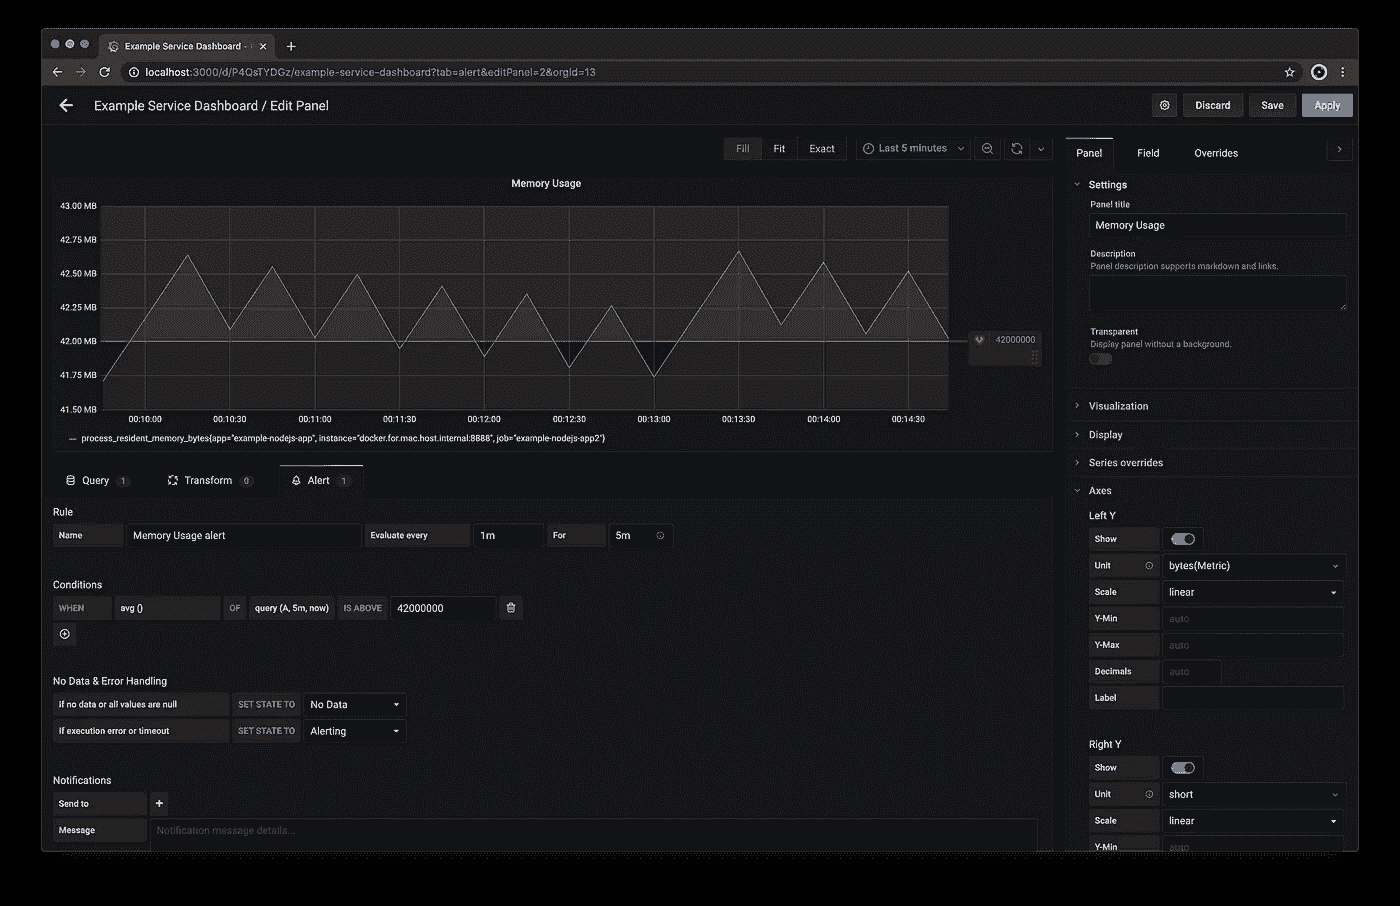 Example Service Dashboard -
localhost:3000/d/P4QsTYDGz/example-service-dashboard?tab=alert&editPanel=2&orgId=13
Example Service Dashboard / Edit Panel
Discard
Save
Apply
Fill
Fit
Exact
Last 5 minutes
Panel
Field
Overrides
Memory Usage
43.00 MB
42.75 MB
42.50 MB
42.25 MB
42.00 MB
41.75 MB
41.50 MB
42000000
00:10:00
00:10:30
00:11:00
00:11:30
00:12:00
00:12:30
00:13:00
00:13:30
00:14:00
00:14:30
process_resident_memory_bytes{app="example-nodejs-app", instance="docker.for.mac.host.internal:8888", job="example-nodejs-app2"}
Query 1
Transform 0
Alert 1
Rule
Name
Memory Usage alert
Evaluate every
1m
For
5m
Conditions
WHEN
avg ()
OF
query (A, 5m, now)
IS ABOVE
42000000
No Data & Error Handling
If no data or all values are null
SET STATE TO
No Data
If execution error or timeout
SET STATE TO
Alerting
Notifications
Send to
Message
Notification message details...
Settings
Panel title
Memory Usage
Description
Panel description supports markdown and links.
Transparent
Display panel without a background.
Visualization
Display
Series overrides
Axes
Left Y
Show
Unit
bytes(Metric)
Scale
linear
Y-Min
auto
Y-Max
auto
Decimals
auto
Label
Right Y
Show
Unit
short
Scale
linear
Y-Min
auto